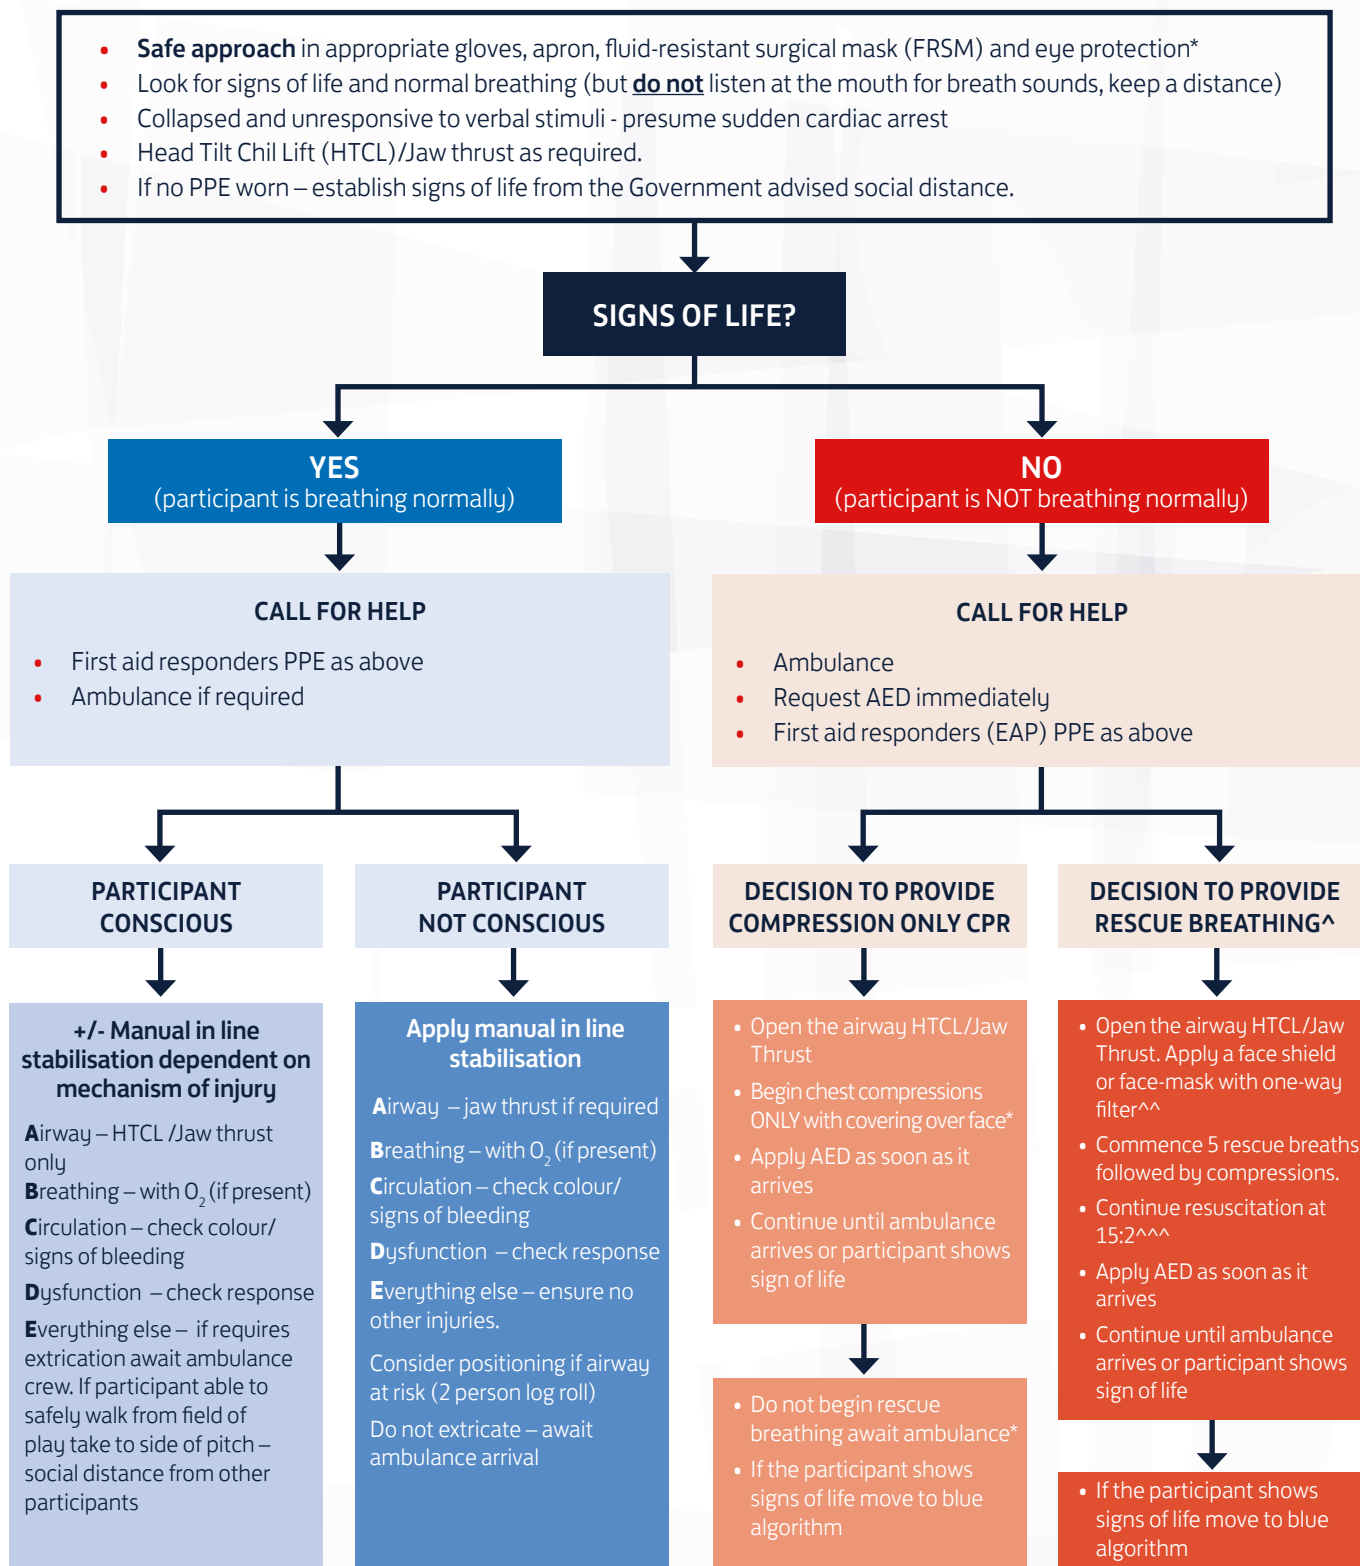 • Safe approach in appropriate gloves, apron, fluid-resistant surgical mask (FRSM) and eye protection*
• Look for signs of life and normal breathing (but do not listen at the mouth for breath sounds, keep a distance)
• Collapsed and unresponsive to verbal stimuli - presume sudden cardiac arrest
• Head Tilt Chil Lift (HTCL)/Jaw thrust as required.
• If no PPE worn – establish signs of life from the Government advised social distance.
SIGNS OF LIFE?
YES
(participant is breathing normally)
NO
(participant is NOT breathing normally)
CALL FOR HELP
• First aid responders PPE as above
• Ambulance if required
CALL FOR HELP
• Ambulance
• Request AED immediately
• First aid responders (EAP) PPE as above
PARTICIPANT
CONSCIOUS
PARTICIPANT
NOT CONSCIOUS
DECISION TO PROVIDE
COMPRESSION ONLY CPR
DECISION TO PROVIDE
RESCUE BREATHING^
+/- Manual in line
stabilisation dependent on
mechanism of injury
Airway – HTCL /Jaw thrust
only
Breathing – with O₂ (if present)
Circulation – check colour/
signs of bleeding
Dysfunction – check response
Everything else – if requires
extrication await ambulance
crew. If participant able to
safely walk from field of
play take to side of pitch –
social distance from other
participants
Apply manual in line
stabilisation
Airway – jaw thrust if required
Breathing – with O₂ (if present)
Circulation – check colour/
signs of bleeding
Dysfunction – check response
Everything else – ensure no
other injuries.
Consider positioning if airway
at risk (2 person log roll)
Do not extricate – await
ambulance arrival
• Open the airway HTCL/Jaw
Thrust
• Begin chest compressions
ONLY with covering over face*
• Apply AED as soon as it
arrives
• Continue until ambulance
arrives or participant shows
sign of life
• Do not begin rescue
breathing await ambulance*
• If the participant shows
signs of life move to blue
algorithm
• Open the airway HTCL/Jaw
Thrust. Apply a face shield
or face-mask with one-way
filter^^
• Commence 5 rescue breaths
followed by compressions.
• Continue resuscitation at
15:2^^^
• Apply AED as soon as it
arrives
• Continue until ambulance
arrives or participant shows
sign of life
• If the participant shows
signs of life move to blue
algorithm